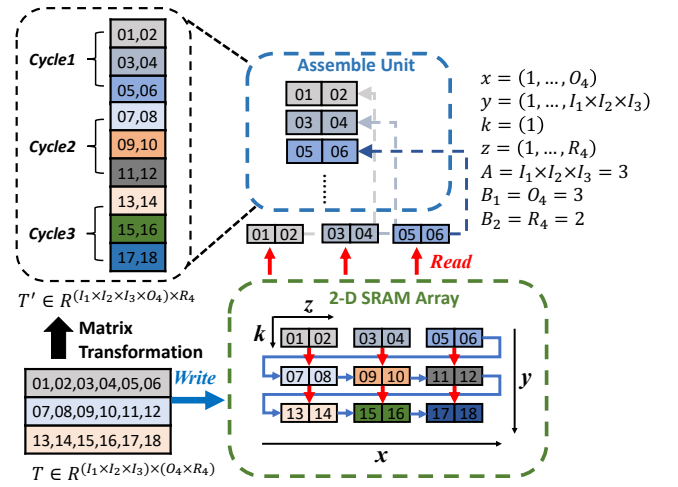 Cycle1
01,02
03,04
05,06
Cycle2
07,08
09,10
11,12
Cycle3
13,14
15,16
17,18
T′ ∈ R^{(I₁×I₂×I₃×O₄)×R₄}
Matrix
Transformation
01,02,03,04,05,06
07,08,09,10,11,12
13,14,15,16,17,18
T ∈ R^{(I₁×I₂×I₃)×(O₄×R₄)}
Write
Assemble Unit
01 02
03 04
05 06
01 02 03 04 05 06
Read
2-D SRAM Array
z
k
01 02 03 04 05 06
07 08 09 10 11 12
13 14 15 16 17 18
y
x
x = (1, …, O₄)
y = (1, …, I₁×I₂×I₃)
k = (1)
z = (1, …, R₄)
A = I₁×I₂×I₃ = 3
B₁ = O₄ = 3
B₂ = R₄ = 2